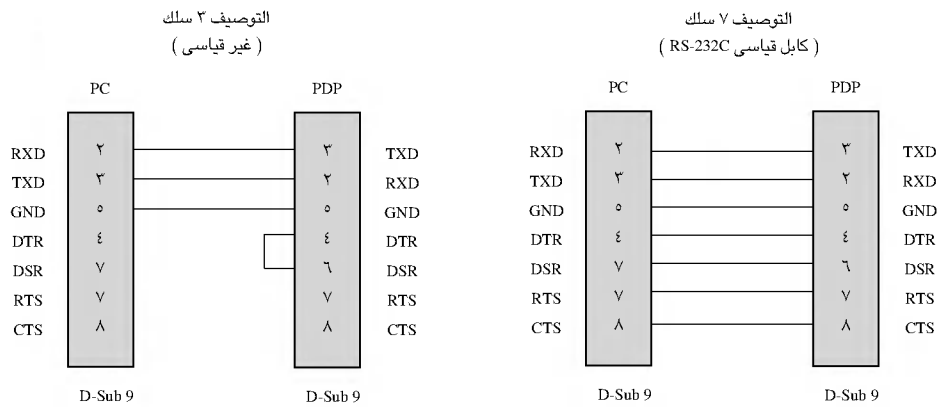 التوصيف ٧ سلك
( كابل قياسى RS-232C )
PC PDP
RXD ٢ ٣ TXD
TXD ٣ ٢ RXD
GND ٥ ٥ GND
DTR ٤ ٤ DTR
DSR ٧ ٦ DSR
RTS ٧ ٧ RTS
CTS ٨ ٨ CTS
D-Sub 9 D-Sub 9
التوصيف ٣ سلك
( غير قياسى )
PC PDP
RXD ٢ ٣ TXD
TXD ٣ ٢ RXD
GND ٥ ٥ GND
DTR ٤ ٤ DTR
DSR ٧ ٦ DSR
RTS ٧ ٧ RTS
CTS ٨ ٨ CTS
D-Sub 9 D-Sub 9